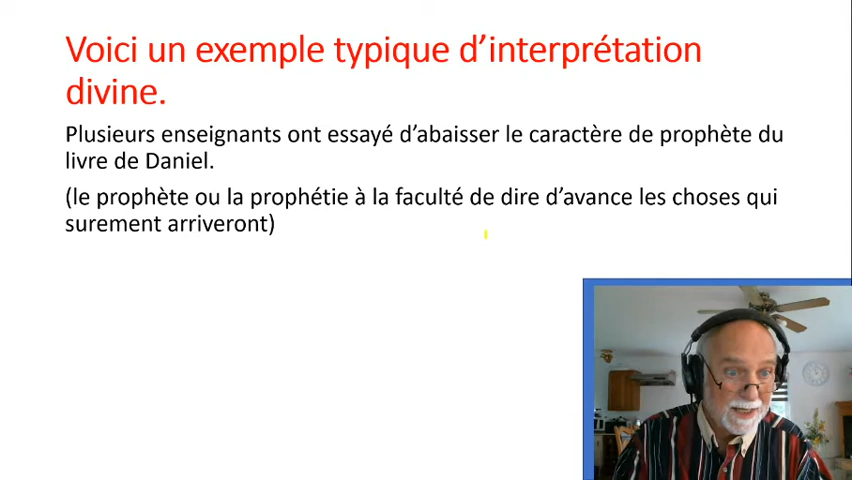 Voici un exemple typique d’interprétation
divine.
Plusieurs enseignants ont essayé d’abaisser le caractère de prophète du
livre de Daniel.
(le prophète ou la prophétie à la faculté de dire d’avance les choses qui
surement arriveront)